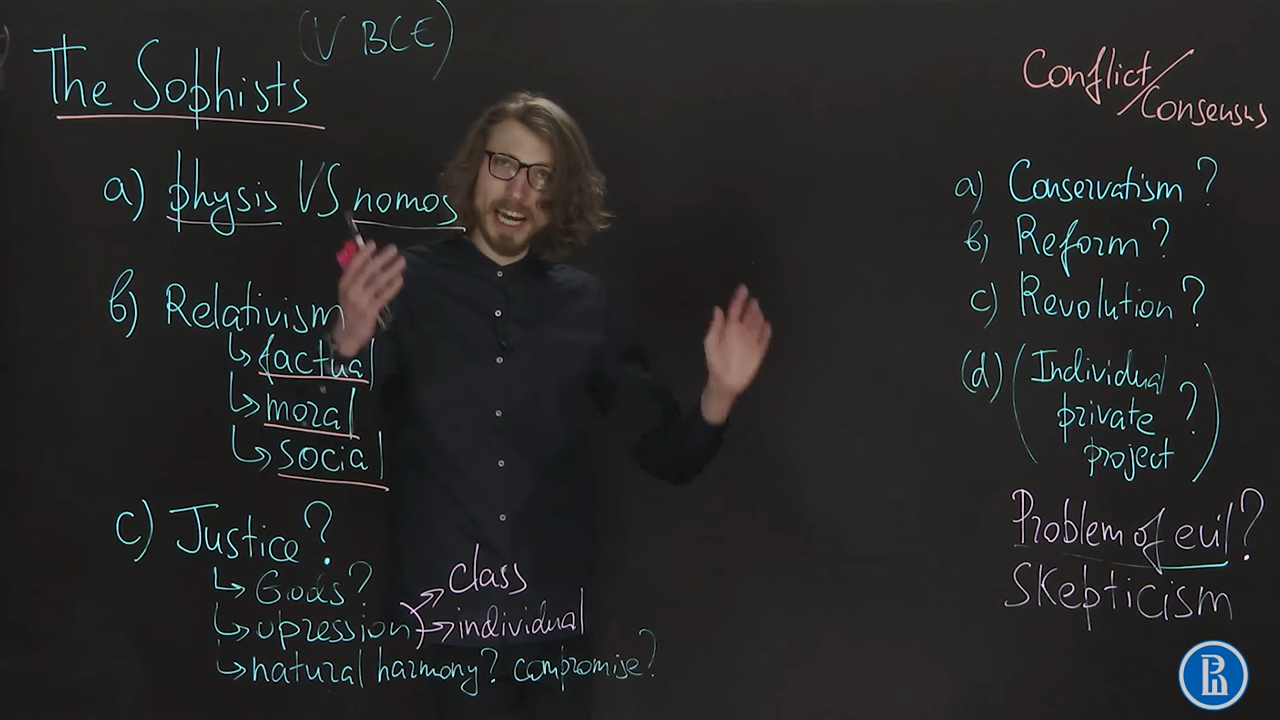 The Sophists (V BCE)
a) physis VS nomos
b) Relativism
↳ factual
↳ moral
↳ social
c) Justice?
↳ Gods?
↳ opression → class
→ individual
↳ natural harmony? compromise?
Conflict/
Consensus
a) Conservatism?
b) Reform?
c) Revolution?
(d) (Individual
private ?
project)
Problem of evil?
Skepticism